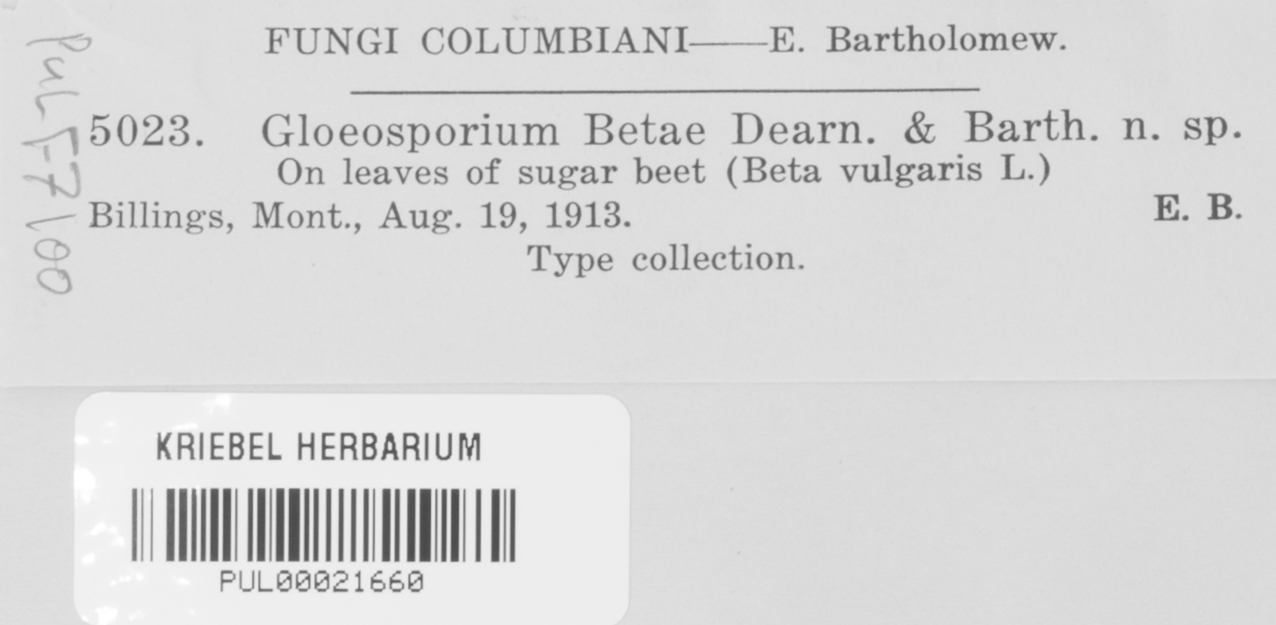 FUNGI COLUMBIANI——E. Bartholomew.
5023. Gloeosporium Betae Dearn. & Barth. n. sp.
On leaves of sugar beet (Beta vulgaris L.)
Billings, Mont., Aug. 19, 1913. E. B.
Type collection.
PUL F7100
KRIEBEL HERBARIUM
PUL00021660